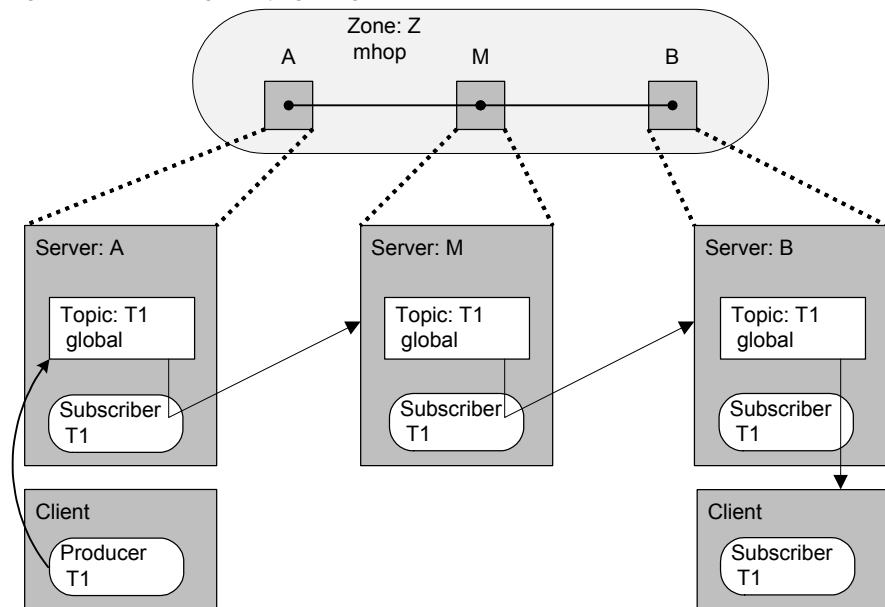 Zone: Z
mhop
A
M
B
Server: A
Topic: T1
global
Subscriber
T1
Server: M
Topic: T1
global
Subscriber
T1
Server: B
Topic: T1
global
Subscriber
T1
Client
Producer
T1
Client
Subscriber
T1